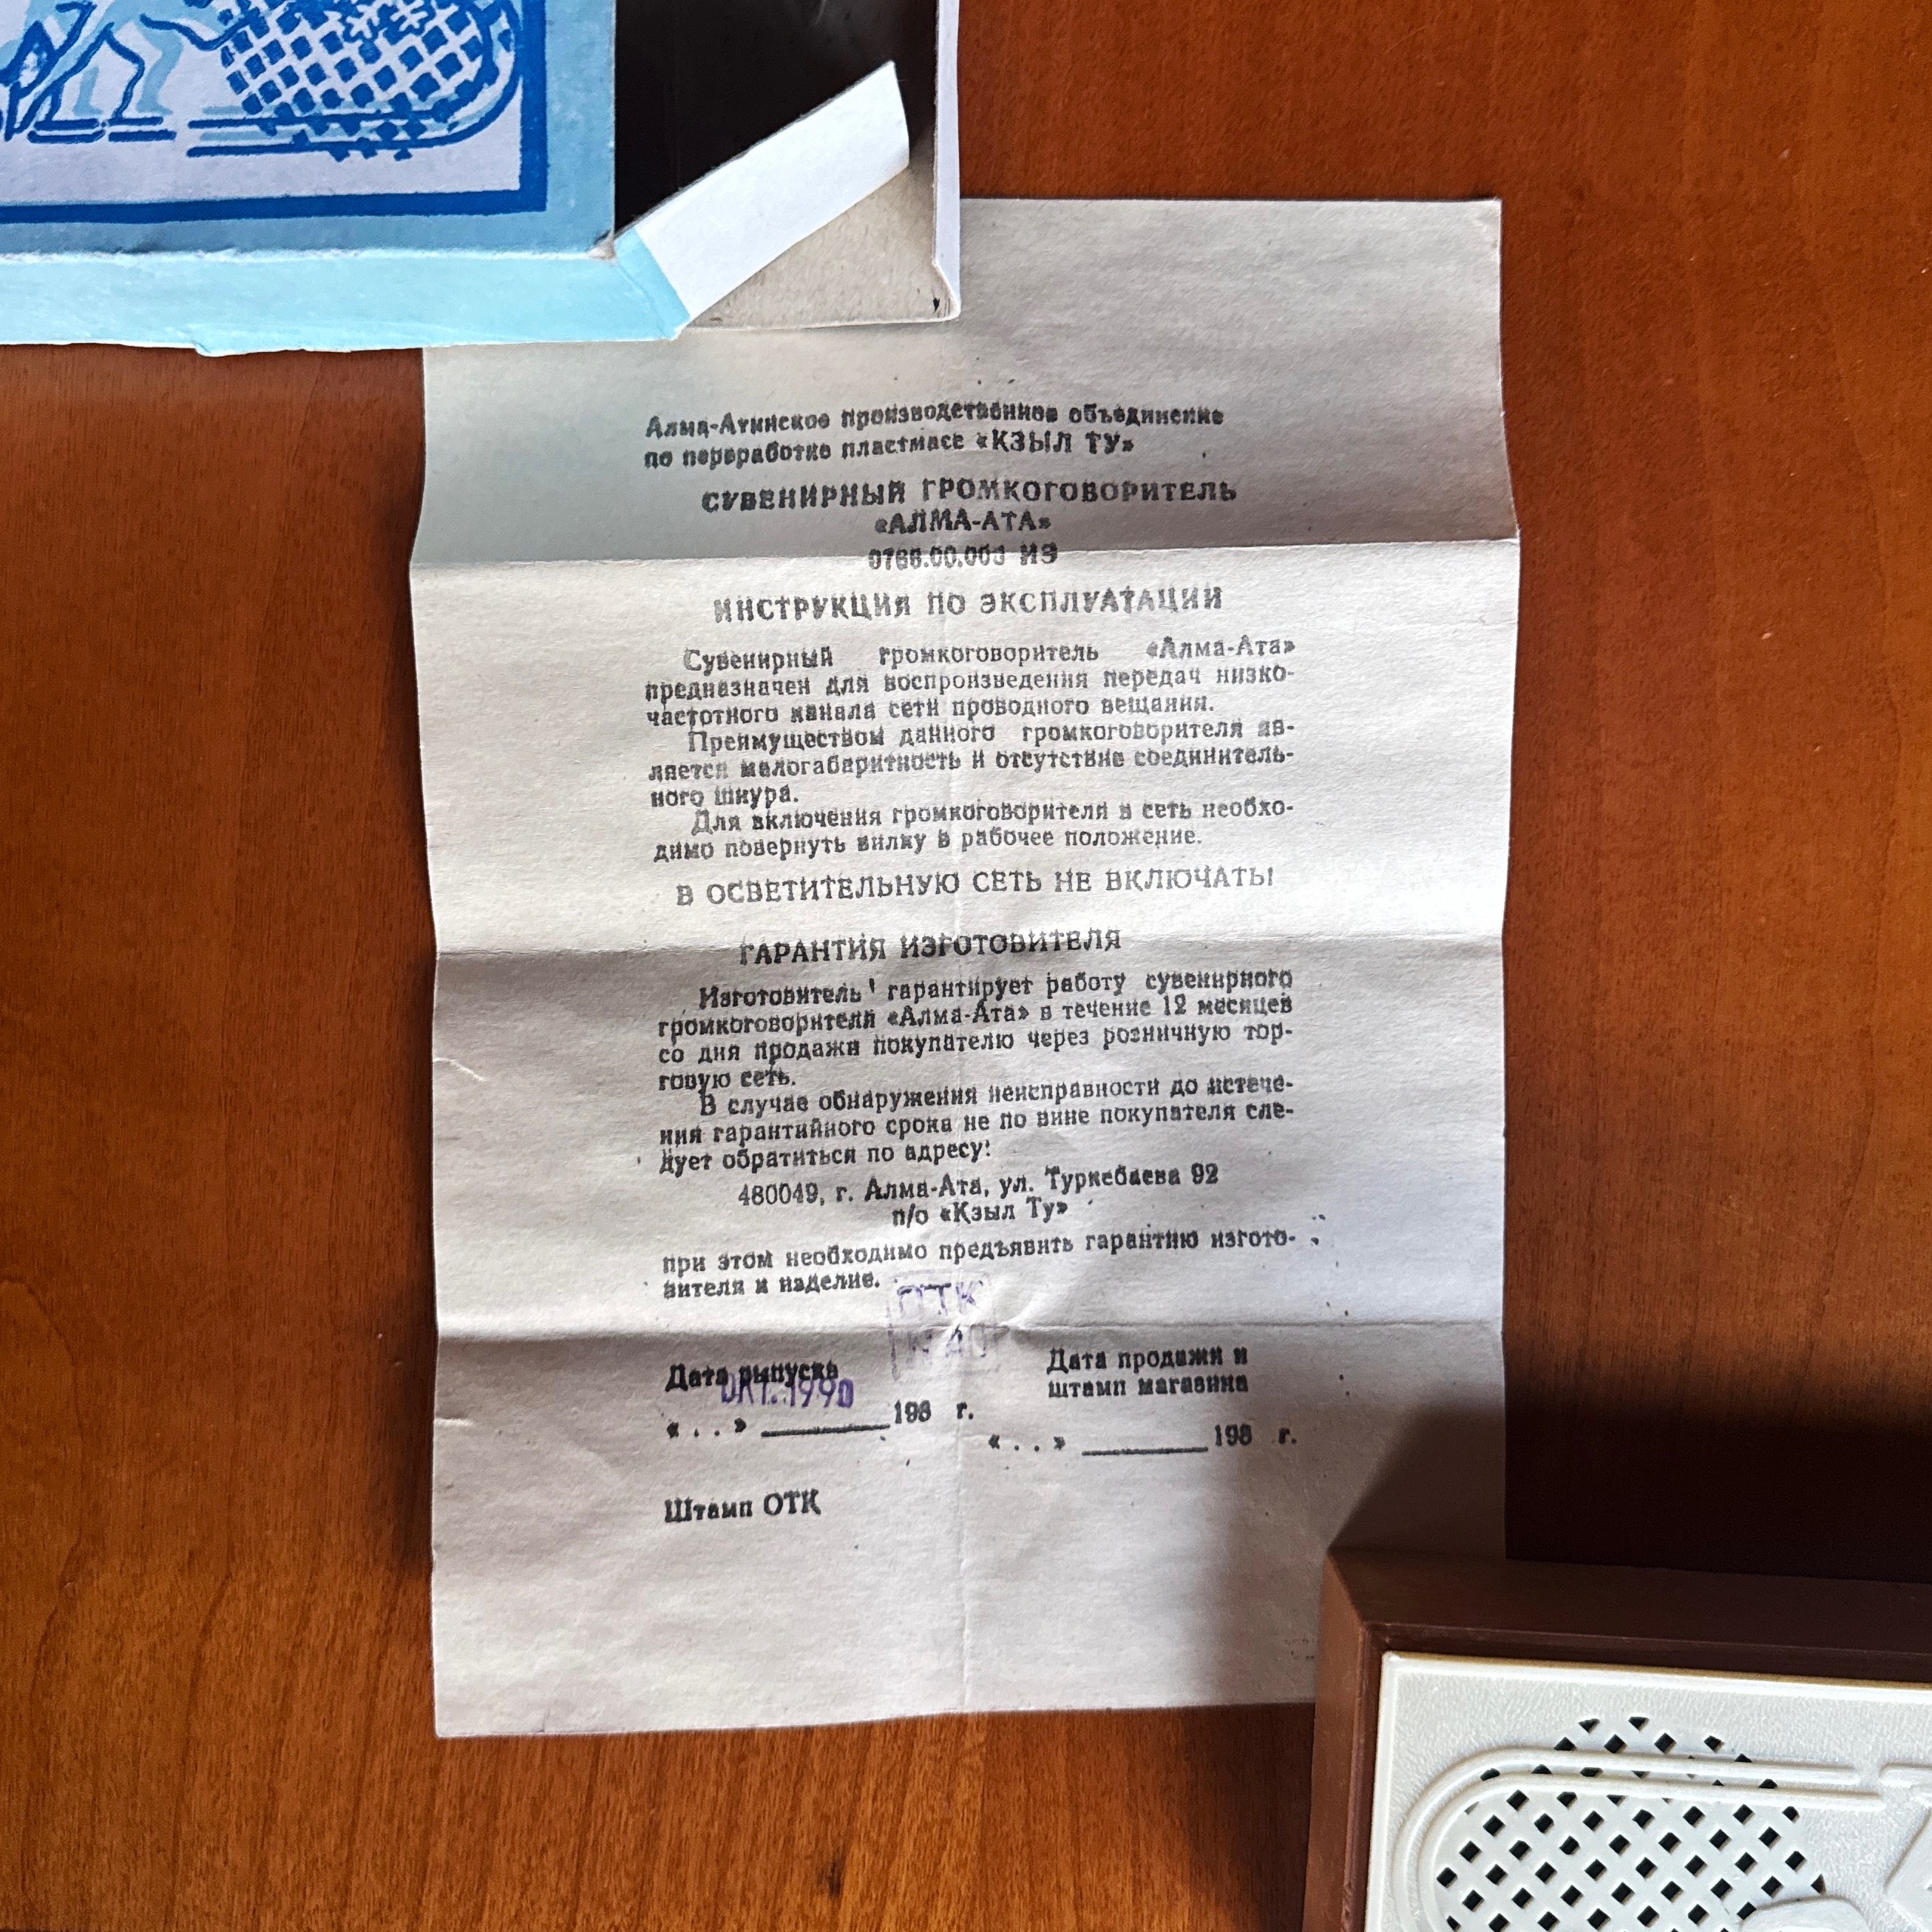 Алма-Атинское производственное объединение
по переработке пластмасс «КЗЫЛ ТУ»
СУВЕНИРНЫЙ ГРОМКОГОВОРИТЕЛЬ
«АЛМА-АТА»
ИЭ
ИНСТРУКЦИЯ ПО ЭКСПЛУАТАЦИИ
Сувенирный громкоговоритель «Алма-Ата»
предназначен для воспроизведения передач низко-
частотного канала сети проводного вещания.
Преимуществом данного громкоговорителя яв-
ляется малогабаритность и отсутствие соединитель-
ного шнура.
Для включения громкоговорителя в сеть необхо-
димо повернуть вилку в рабочее положение.
В ОСВЕТИТЕЛЬНУЮ СЕТЬ НЕ ВКЛЮЧАТЬ!
ГАРАНТИЯ ИЗГОТОВИТЕЛЯ
Изготовитель гарантирует работу сувенирного
громкоговорителя «Алма-Ата» в течение 12 месяцев
со дня продажи покупателю через розничную тор-
говую сеть.
В случае обнаружения неисправности до истече-
ния гарантийного срока не по вине покупателя сле-
дует обратиться по адресу:
480049, г. Алма-Ата, ул. Туркебаева 92
п/о «Кзыл Ту»
при этом необходимо предъявить гарантию изгото-
вителя и изделие.
ОТК
Дата выпуска
ОКТ. 1990
«..» ________198 г.
Дата продажи и
штамп магазина
«..» ________198 г.
Штамп ОТК